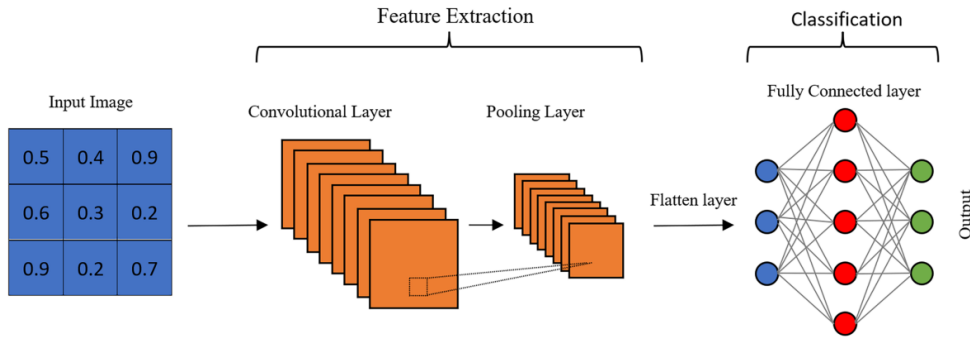 Feature Extraction
Classification
Input Image
Convolutional Layer
Pooling Layer
Fully Connected layer
0.5 0.4 0.9
0.6 0.3 0.2
0.9 0.2 0.7
Flatten layer
Output